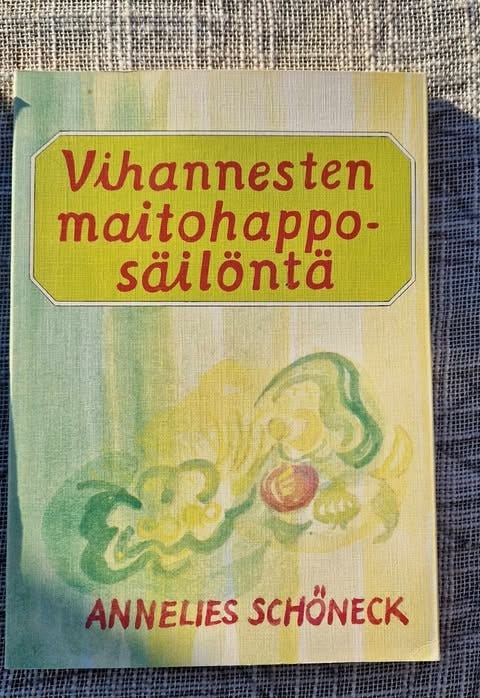 Vihannesten
maitohappo-
säilöntä
ANNELIES SCHÖNECK